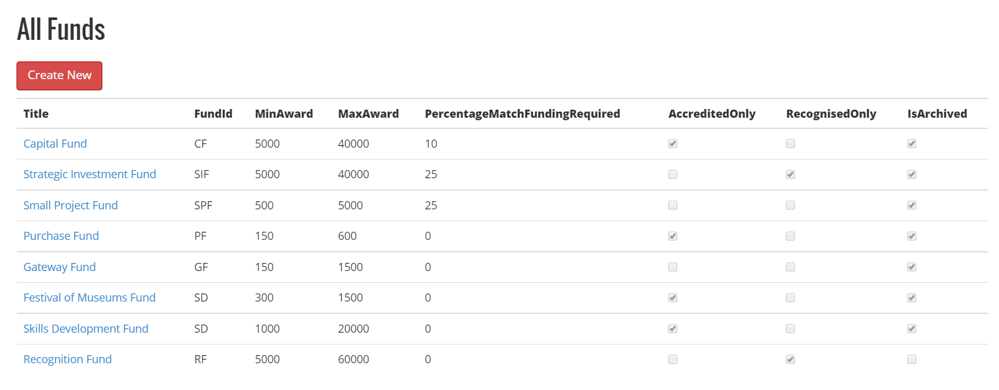 All Funds
Create New
Title FundId MinAward MaxAward PercentageMatchFundingRequired AccreditedOnly RecognisedOnly IsArchived
Capital Fund CF 5000 40000 10
Strategic Investment Fund SIF 5000 40000 25
Small Project Fund SPF 500 5000 25
Purchase Fund PF 150 600 0
Gateway Fund GF 150 1500 0
Festival of Museums Fund SD 300 1500 0
Skills Development Fund SD 1000 20000 0
Recognition Fund RF 5000 60000 0